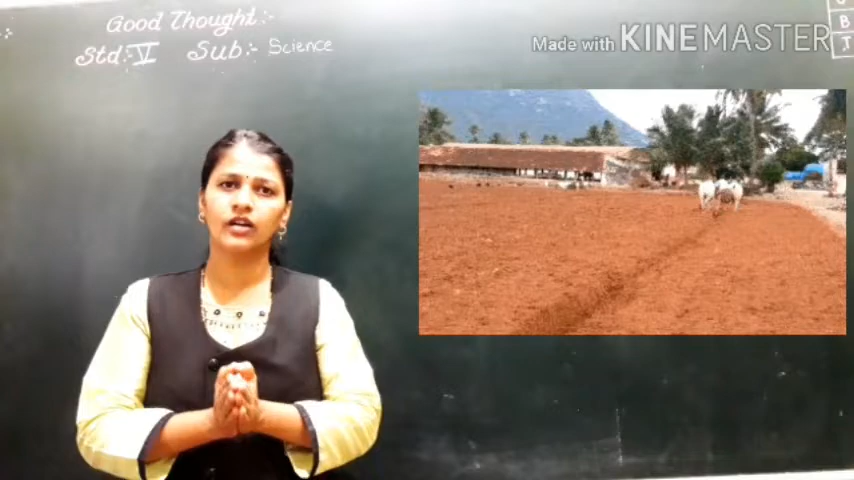 Good Thought:-
Std:- V Sub:- Science
Made with KINEMASTER
B
J